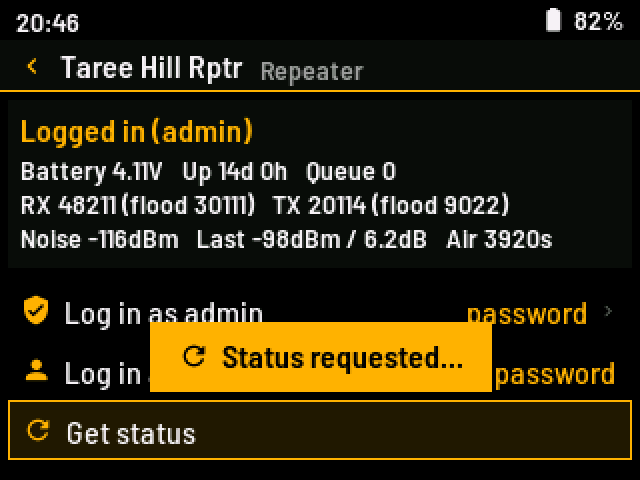 20:46 82%
Taree Hill Rptr Repeater
Logged in (admin)
Battery 4.11V Up 14d 0h Queue 0
RX 48211 (flood 30111) TX 20114 (flood 9022)
Noise -116dBm Last -98dBm / 6.2dB Air 3920s
Log in as admin password
Status requested...
Log in password
Get status